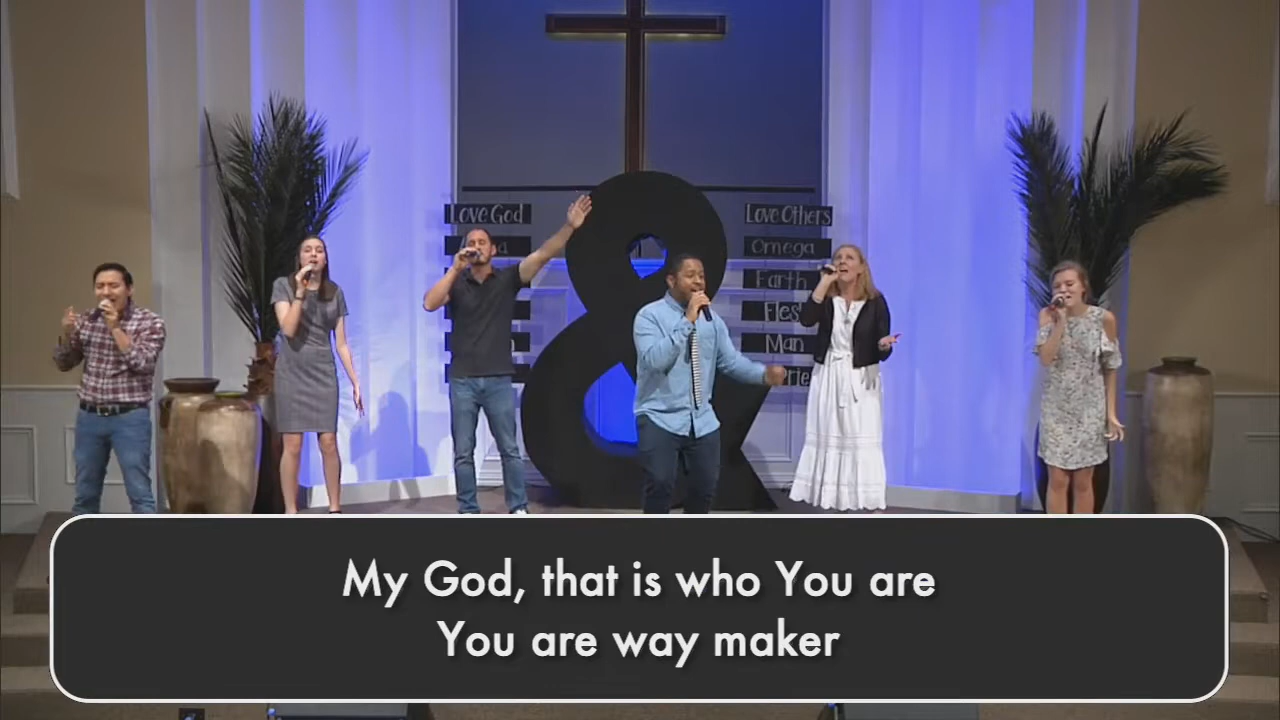 Love God
Love Others
Omega
Earth
Man
&
My God, that is who You are
You are way maker